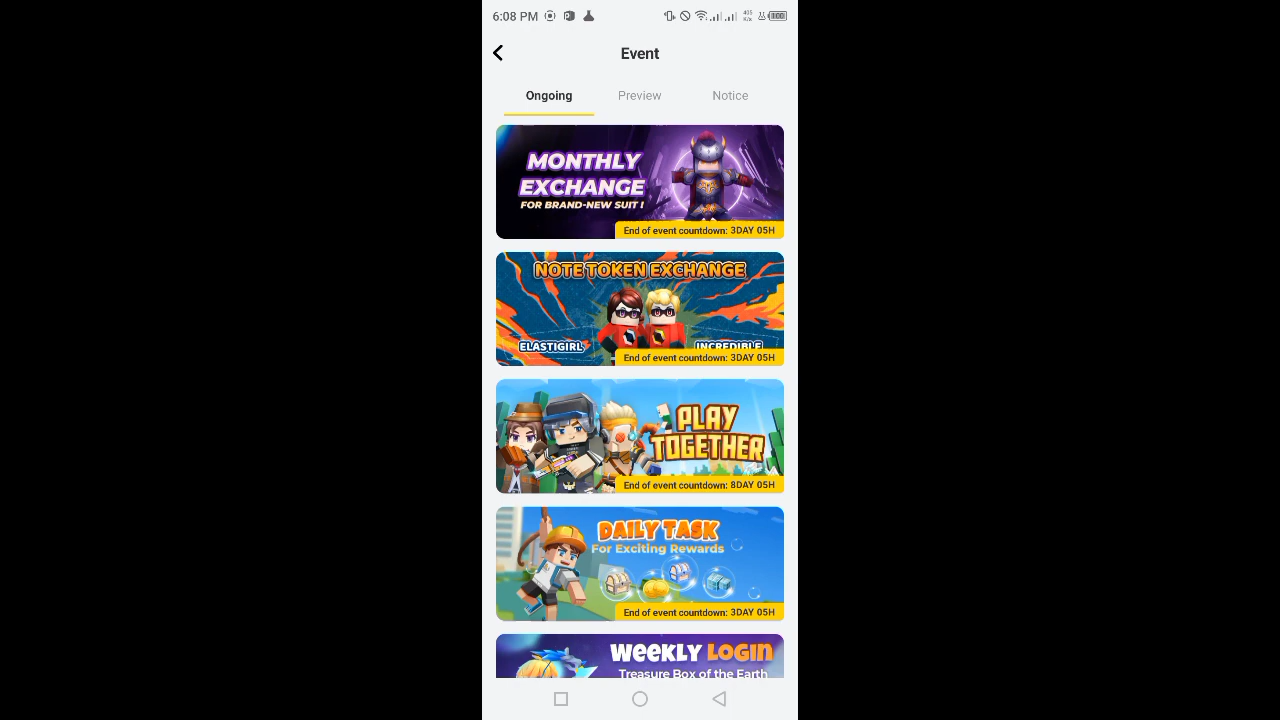 6:08 PM
405
K/s
100
Event
Ongoing
Preview
Notice
MONTHLY
EXCHANGE
FOR BRAND-NEW SUIT !
End of event countdown: 3DAY 05H
NOTE TOKEN EXCHANGE
ELASTIGIRL
INCREDIBLE
End of event countdown: 3DAY 05H
PLAY
TOGETHER
End of event countdown: 8DAY 05H
DAILY TASK
For Exciting Rewards
End of event countdown: 3DAY 05H
WEEKLY LOGIN
Treasure Box of the Earth